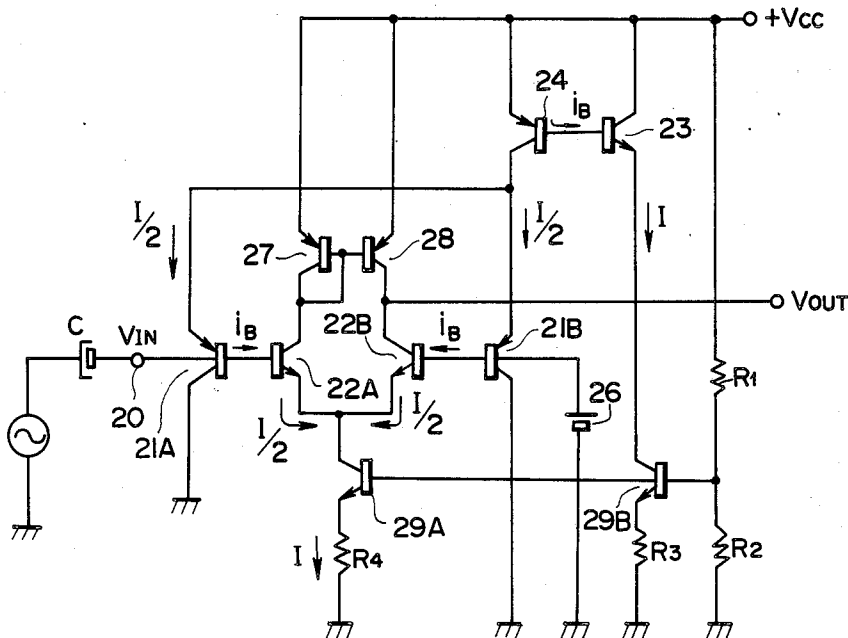 +VCC
24
iB
23
I/2
I/2
I
27
28
VOUT
C
VIN
iB
22B
iB
21B
R1
20
22A
26
21A
I/2
I/2
29A
29B
I
R4
R3
R2